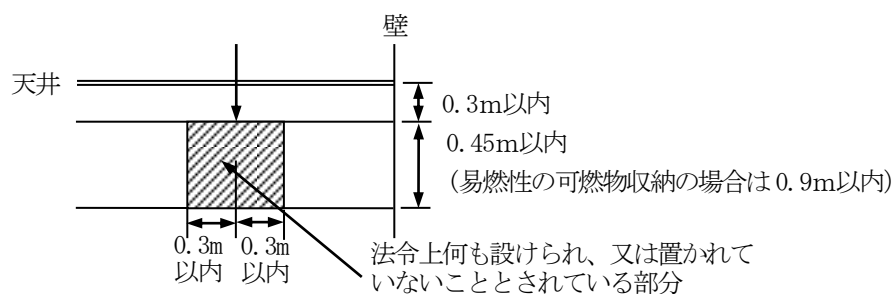 壁
天井
0.3m以内
0.45m以内
(易燃性の可燃物収納の場合は0.9m以内)
0.3m
以内
0.3m
以内
法令上何も設けられ、又は置かれて
いないこととされている部分